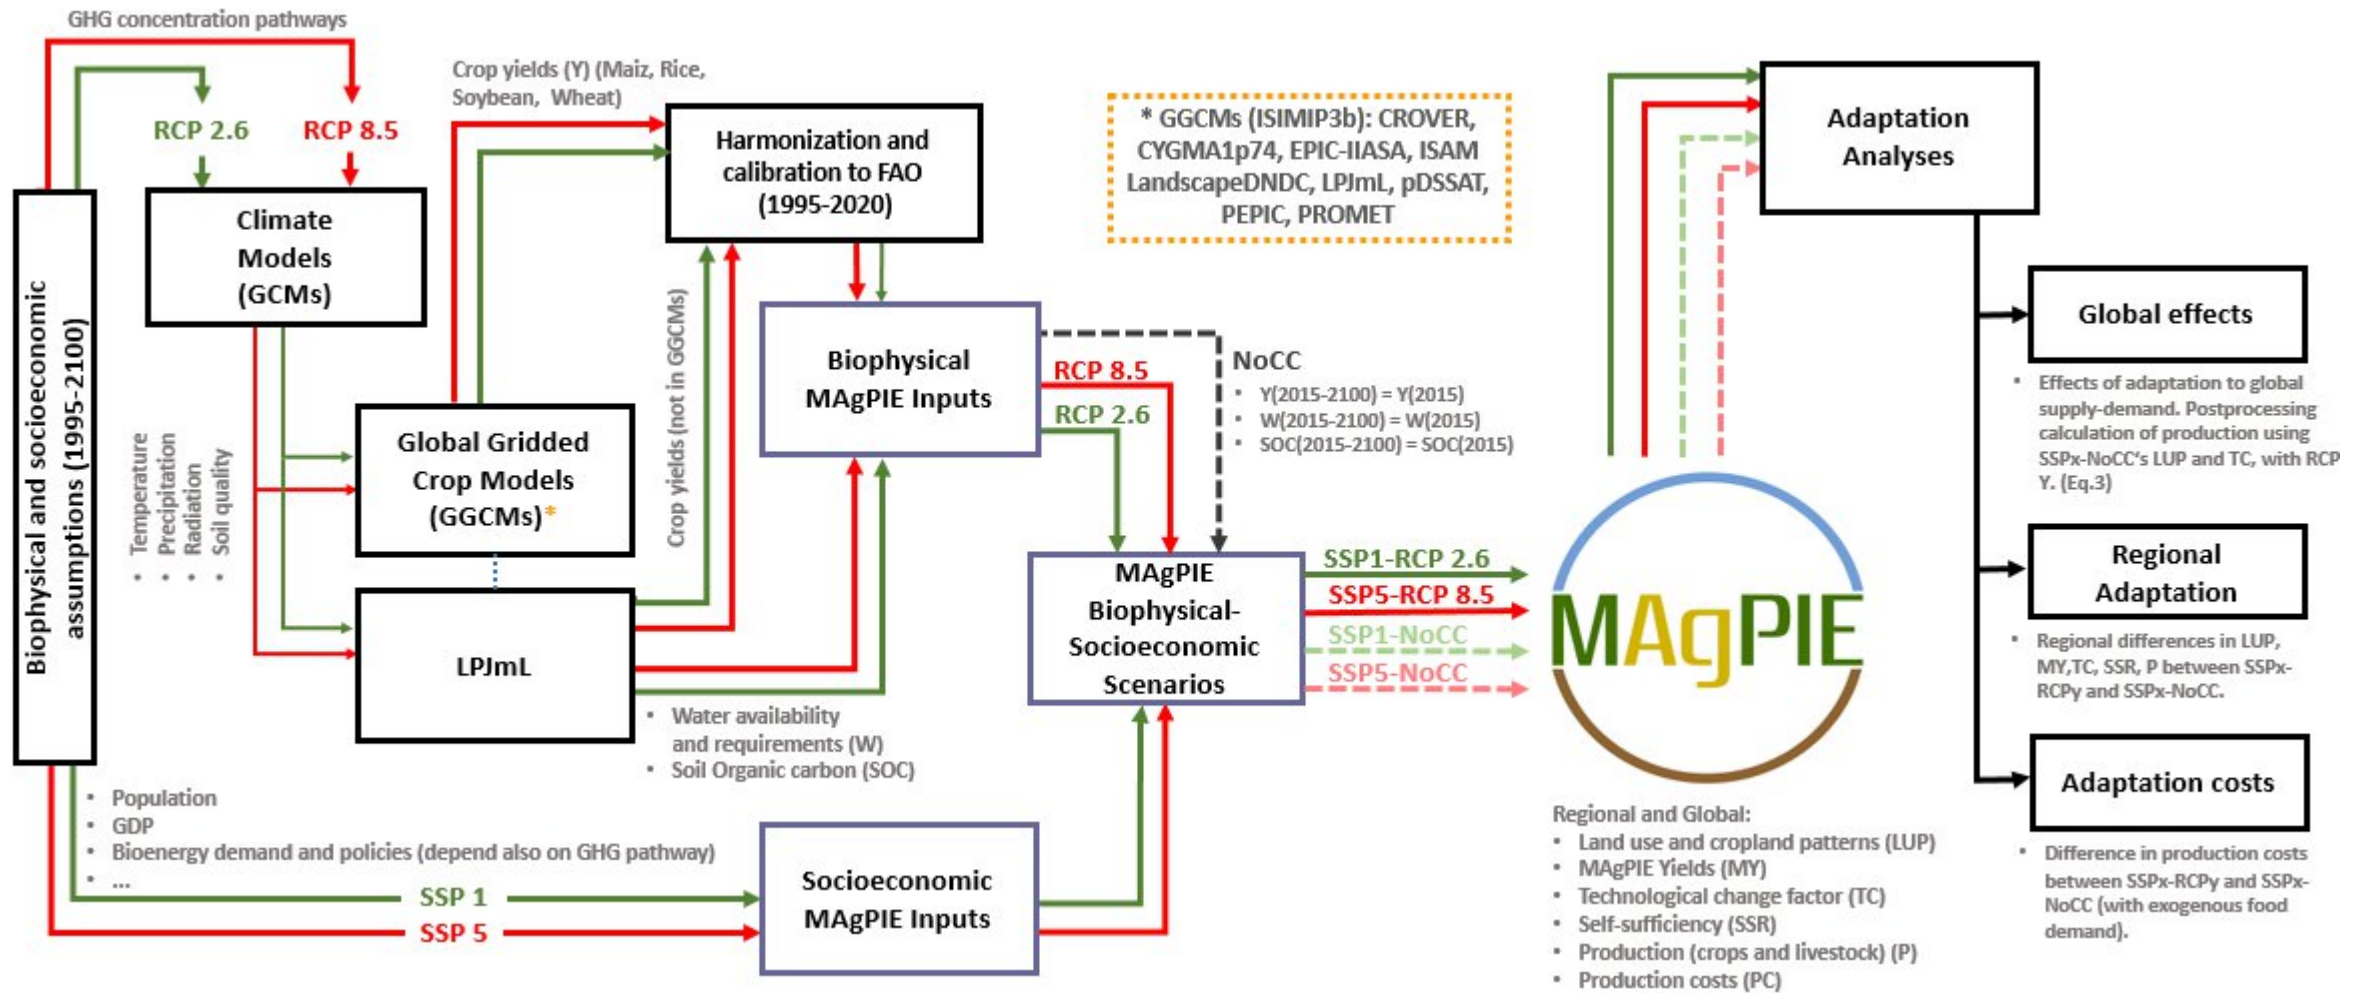 GHG concentration pathways
RCP 2.6
RCP 8.5
Biophysical and socioeconomic
assumptions (1995-2100)
Climate
Models
(GCMs)
• Temperature
• Precipitation
• Radiation
• Soil quality
Crop yields (Y) (Maiz, Rice,
Soybean, Wheat)
Global Gridded
Crop Models
(GGCMs)*
LPJmL
Harmonization and
calibration to FAO
(1995-2020)
Crop yields (not in GGCMs)
• Water availability
and requirements (W)
• Soil Organic carbon (SOC)
Biophysical
MAgPIE Inputs
RCP 8.5
RCP 2.6
NoCC
• Y(2015-2100) = Y(2015)
• W(2015-2100) = W(2015)
• SOC(2015-2100) = SOC(2015)
* GGCMs (ISIMIP3b): CROVER,
CYGMA1p74, EPIC-IIASA, ISAM
LandscapeDNDC, LPJmL, pDSSAT,
PEPIC, PROMET
• Population
• GDP
• Bioenergy demand and policies (depend also on GHG pathway)
• ...
SSP 1
SSP 5
Socioeconomic
MAgPIE Inputs
MAgPIE
Biophysical-
Socioeconomic
Scenarios
SSP1-RCP 2.6
SSP5-RCP 8.5
SSP1-NoCC
SSP5-NoCC
MAgPIE
Regional and Global:
• Land use and cropland patterns (LUP)
• MAgPIE Yields (MY)
• Technological change factor (TC)
• Self-sufficiency (SSR)
• Production (crops and livestock) (P)
• Production costs (PC)
Adaptation
Analyses
Global effects
• Effects of adaptation to global
supply-demand. Postprocessing
calculation of production using
SSPx-NoCC's LUP and TC, with RCP
Y. (Eq.3)
Regional
Adaptation
• Regional differences in LUP,
MY,TC, SSR, P between SSPx-
RCPy and SSPx-NoCC.
Adaptation costs
• Difference in production costs
between SSPx-RCPy and SSPx-
NoCC (with exogenous food
demand).